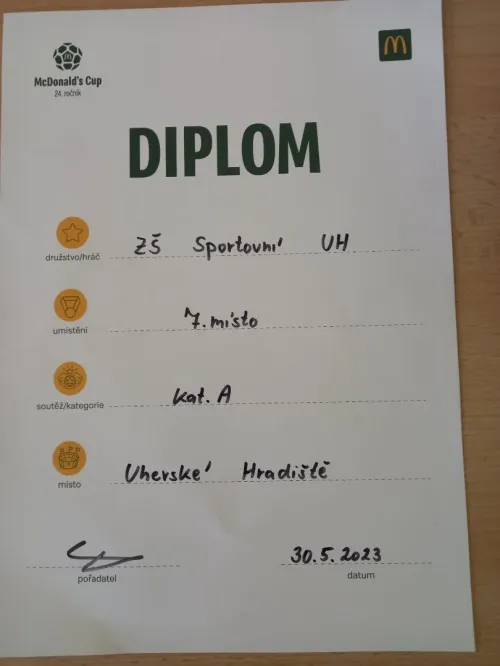 McDonald's Cup
24. ročník
DIPLOM
družstvo/hráč
ZŠ Sportovní UH
umístění
7. místo
soutěž/kategorie
kat. A
místo
Uherské Hradiště
30.5.2023
pořadatel
datum